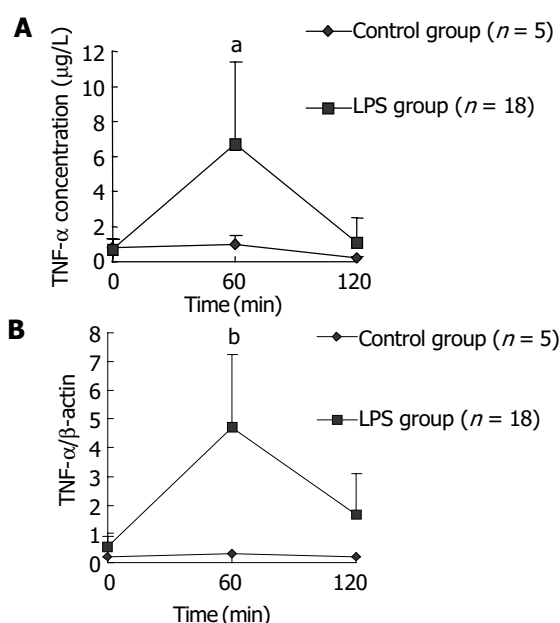 A
a
Control group (n = 5)
LPS group (n = 18)
TNF-α concentration (μg/L)
14
12
10
8
6
4
2
0
0 60 120
Time (min)
B
b
Control group (n = 5)
LPS group (n = 18)
TNF-α/β-actin
8
7
6
5
4
3
2
1
0
0 60 120
Time (min)